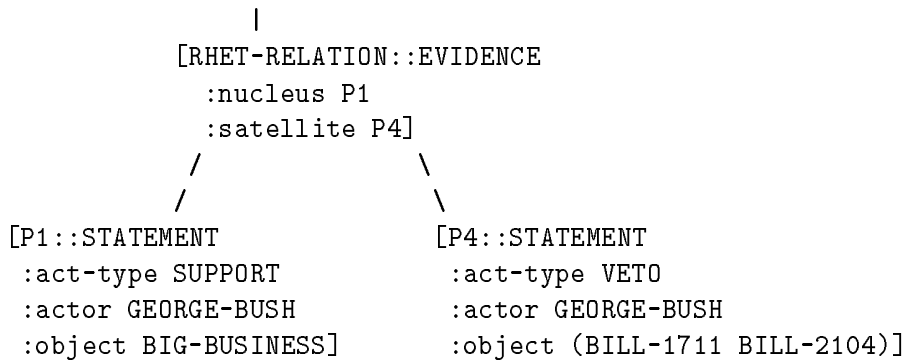 |
[RHET-RELATION::EVIDENCE
:nucleus P1
:satellite P4]
/ \
/ \
[P1::STATEMENT [P4::STATEMENT
:act-type SUPPORT :act-type VETO
:actor GEORGE-BUSH :actor GEORGE-BUSH
:object BIG-BUSINESS] :object (BILL-1711 BILL-2104)]